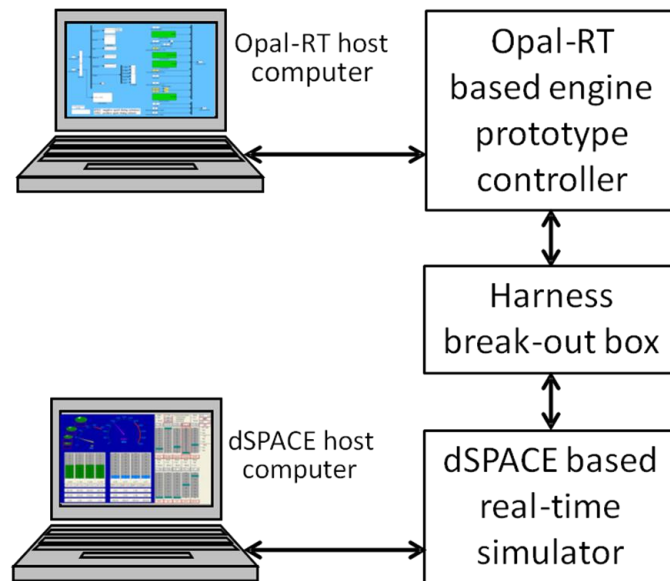 Opal-RT host
computer
Opal-RT
based engine
prototype
controller
Harness
break-out box
dSPACE host
computer
dSPACE based
real-time
simulator